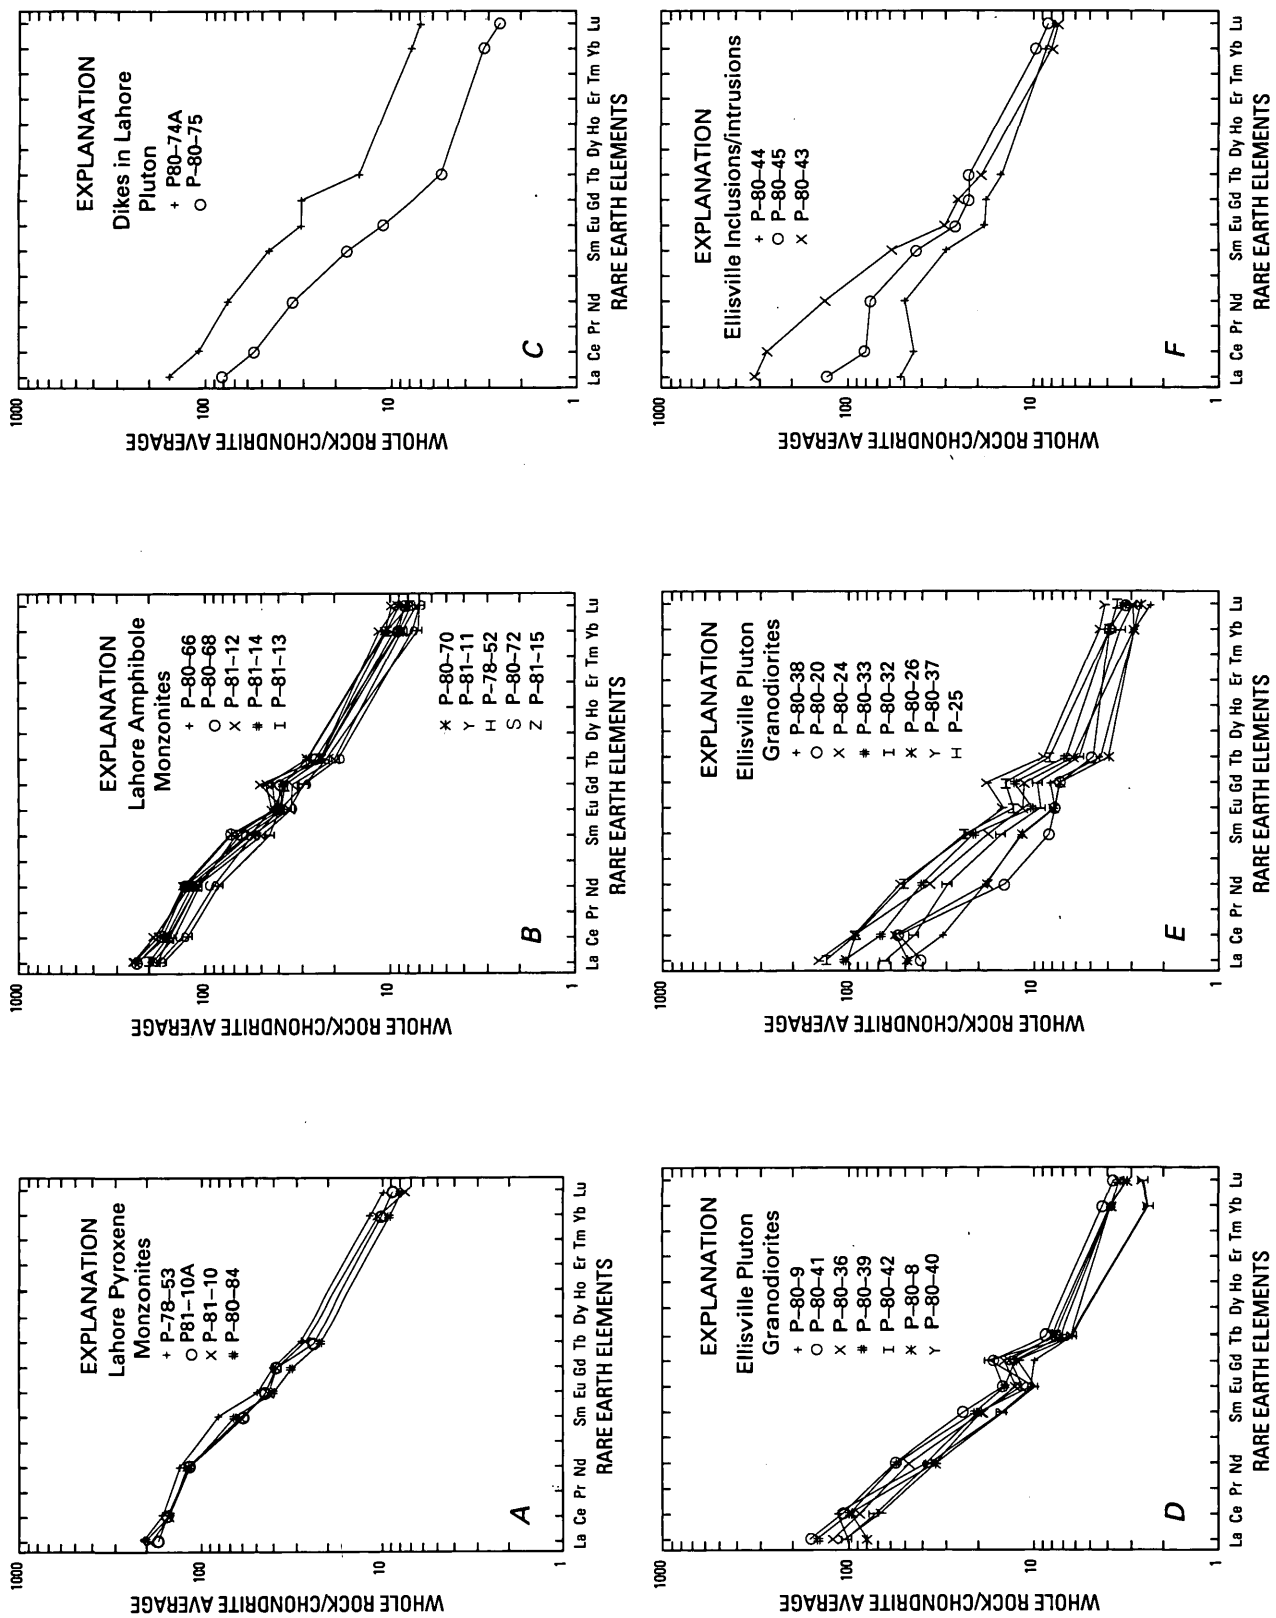 1000
100
10
1
WHOLE ROCK/CHONDRITE AVERAGE
EXPLANATION
Lahore Pyroxene
Monzonites
+ P–78–53
O P81–10A
X P–81–10
# P–80–84
A
La Ce Pr Nd Sm Eu Gd Tb Dy Ho Er Tm Yb Lu
RARE EARTH ELEMENTS
1000
100
10
1
WHOLE ROCK/CHONDRITE AVERAGE
EXPLANATION
Lahore Amphibole
Monzonites
+ P–80–66
O P–80–68
X P–81–12
# P–81–14
I P–81–13
✳ P–80–70
Y P–81–11
H P–78–52
S P–80–72
Z P–81–15
B
La Ce Pr Nd Sm Eu Gd Tb Dy Ho Er Tm Yb Lu
RARE EARTH ELEMENTS
1000
100
10
1
WHOLE ROCK/CHONDRITE AVERAGE
EXPLANATION
Dikes in Lahore
Pluton
+ P80–74A
O P–80–75
C
La Ce Pr Nd Sm Eu Gd Tb Dy Ho Er Tm Yb Lu
RARE EARTH ELEMENTS
1000
100
10
1
WHOLE ROCK/CHONDRITE AVERAGE
EXPLANATION
Ellisville Pluton
Granodiorites
+ P–80–9
O P–80–41
X P–80–36
# P–80–39
I P–80–42
✳ P–80–8
Y P–80–40
D
La Ce Pr Nd Sm Eu Gd Tb Dy Ho Er Tm Yb Lu
RARE EARTH ELEMENTS
1000
100
10
1
WHOLE ROCK/CHONDRITE AVERAGE
EXPLANATION
Ellisville Pluton
Granodiorites
+ P–80–38
O P–80–20
X P–80–24
# P–80–33
I P–80–32
✳ P–80–26
Y P–80–37
H P–25
E
La Ce Pr Nd Sm Eu Gd Tb Dy Ho Er Tm Yb Lu
RARE EARTH ELEMENTS
1000
100
10
1
WHOLE ROCK/CHONDRITE AVERAGE
EXPLANATION
Ellisville Inclusions/intrusions
+ P–80–44
O P–80–45
X P–80–43
F
La Ce Pr Nd Sm Eu Gd Tb Dy Ho Er Tm Yb Lu
RARE EARTH ELEMENTS